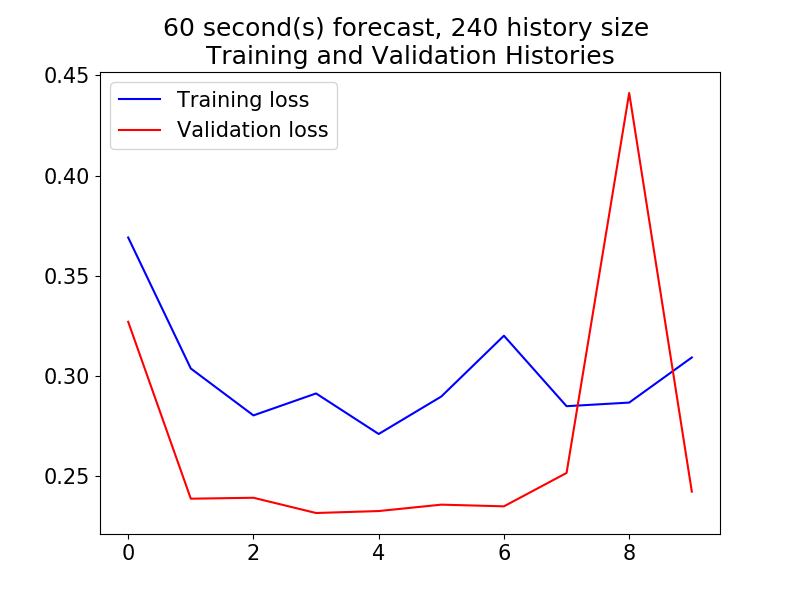 60 second(s) forecast, 240 history size
Training and Validation Histories
Training loss
Validation loss
0.45
0.40
0.35
0.30
0.25
0 2 4 6 8